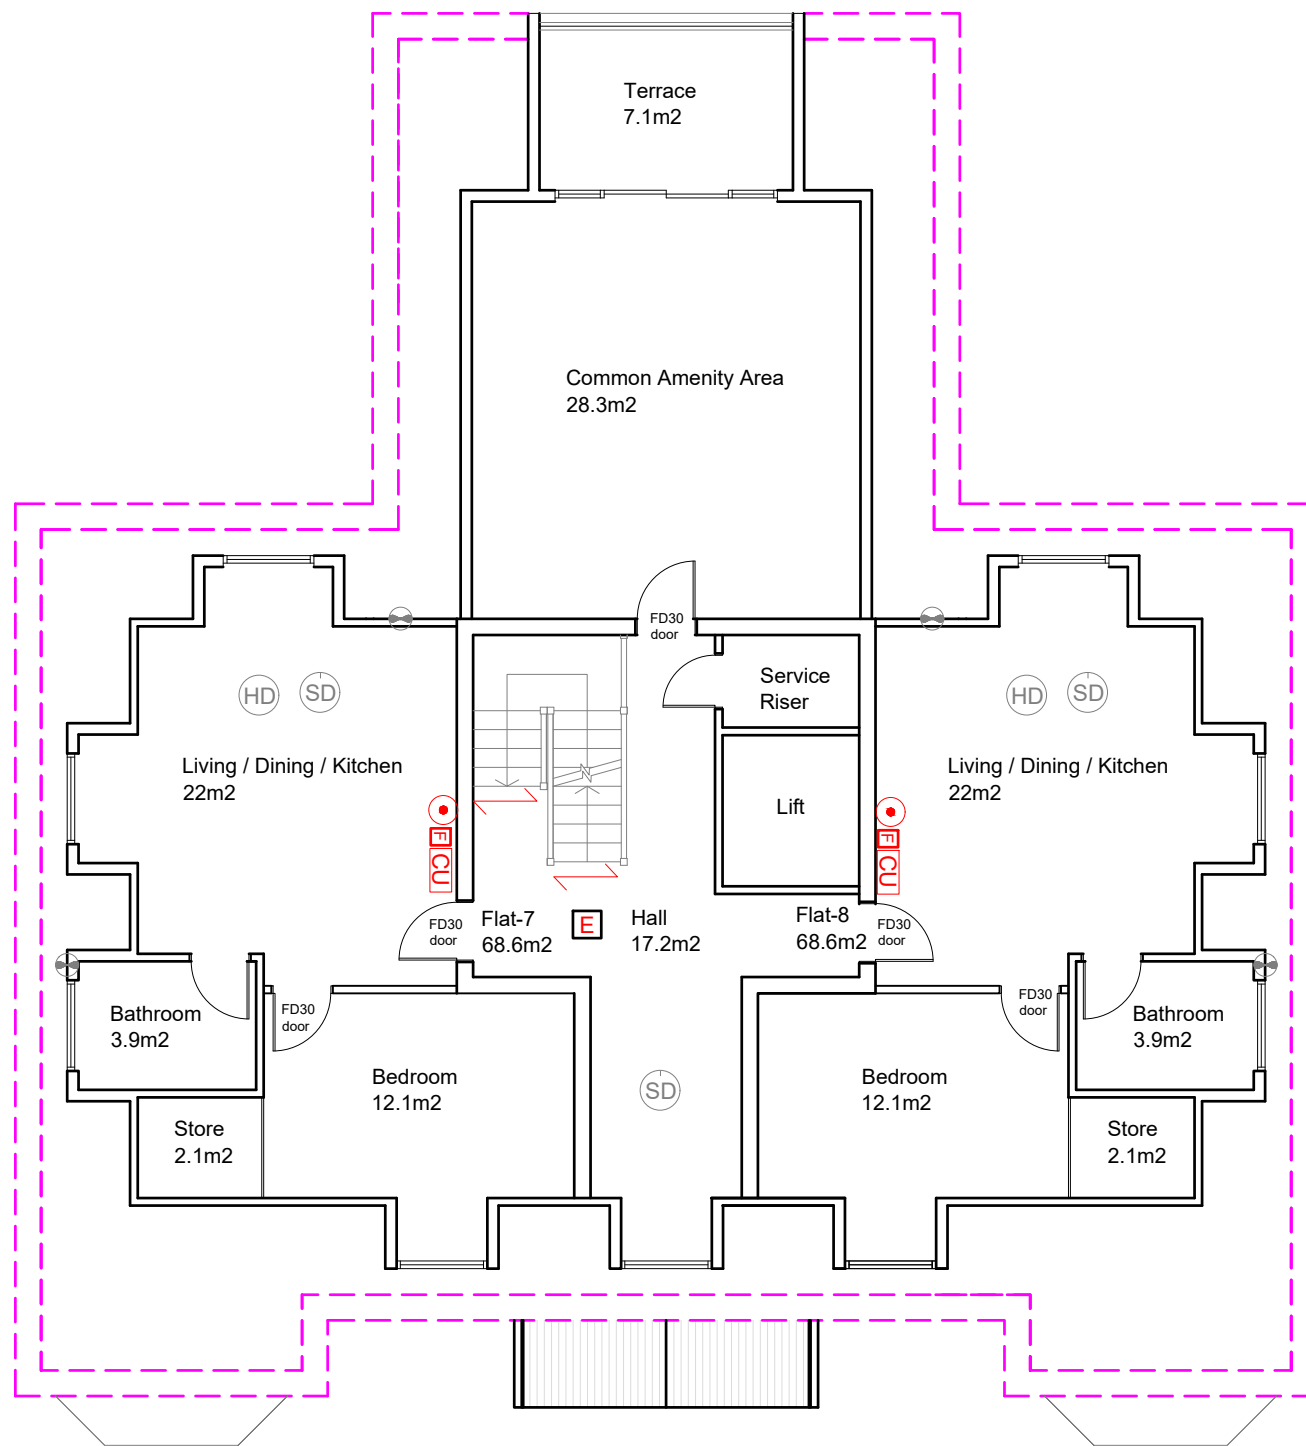 Terrace
7.1m2
Common Amenity Area
28.3m2
FD30
door
Service
Riser
HD
SD
HD
SD
Living / Dining / Kitchen
22m2
Living / Dining / Kitchen
22m2
N
Lift
F
CU
F
CU
FD30
door
Flat-7
68.6m2
E
Hall
17.2m2
Flat-8
68.6m2
FD30
door
Bathroom
3.9m2
FD30
door
FD30
door
Bathroom
3.9m2
Bedroom
12.1m2
SD
Bedroom
12.1m2
Store
2.1m2
Store
2.1m2